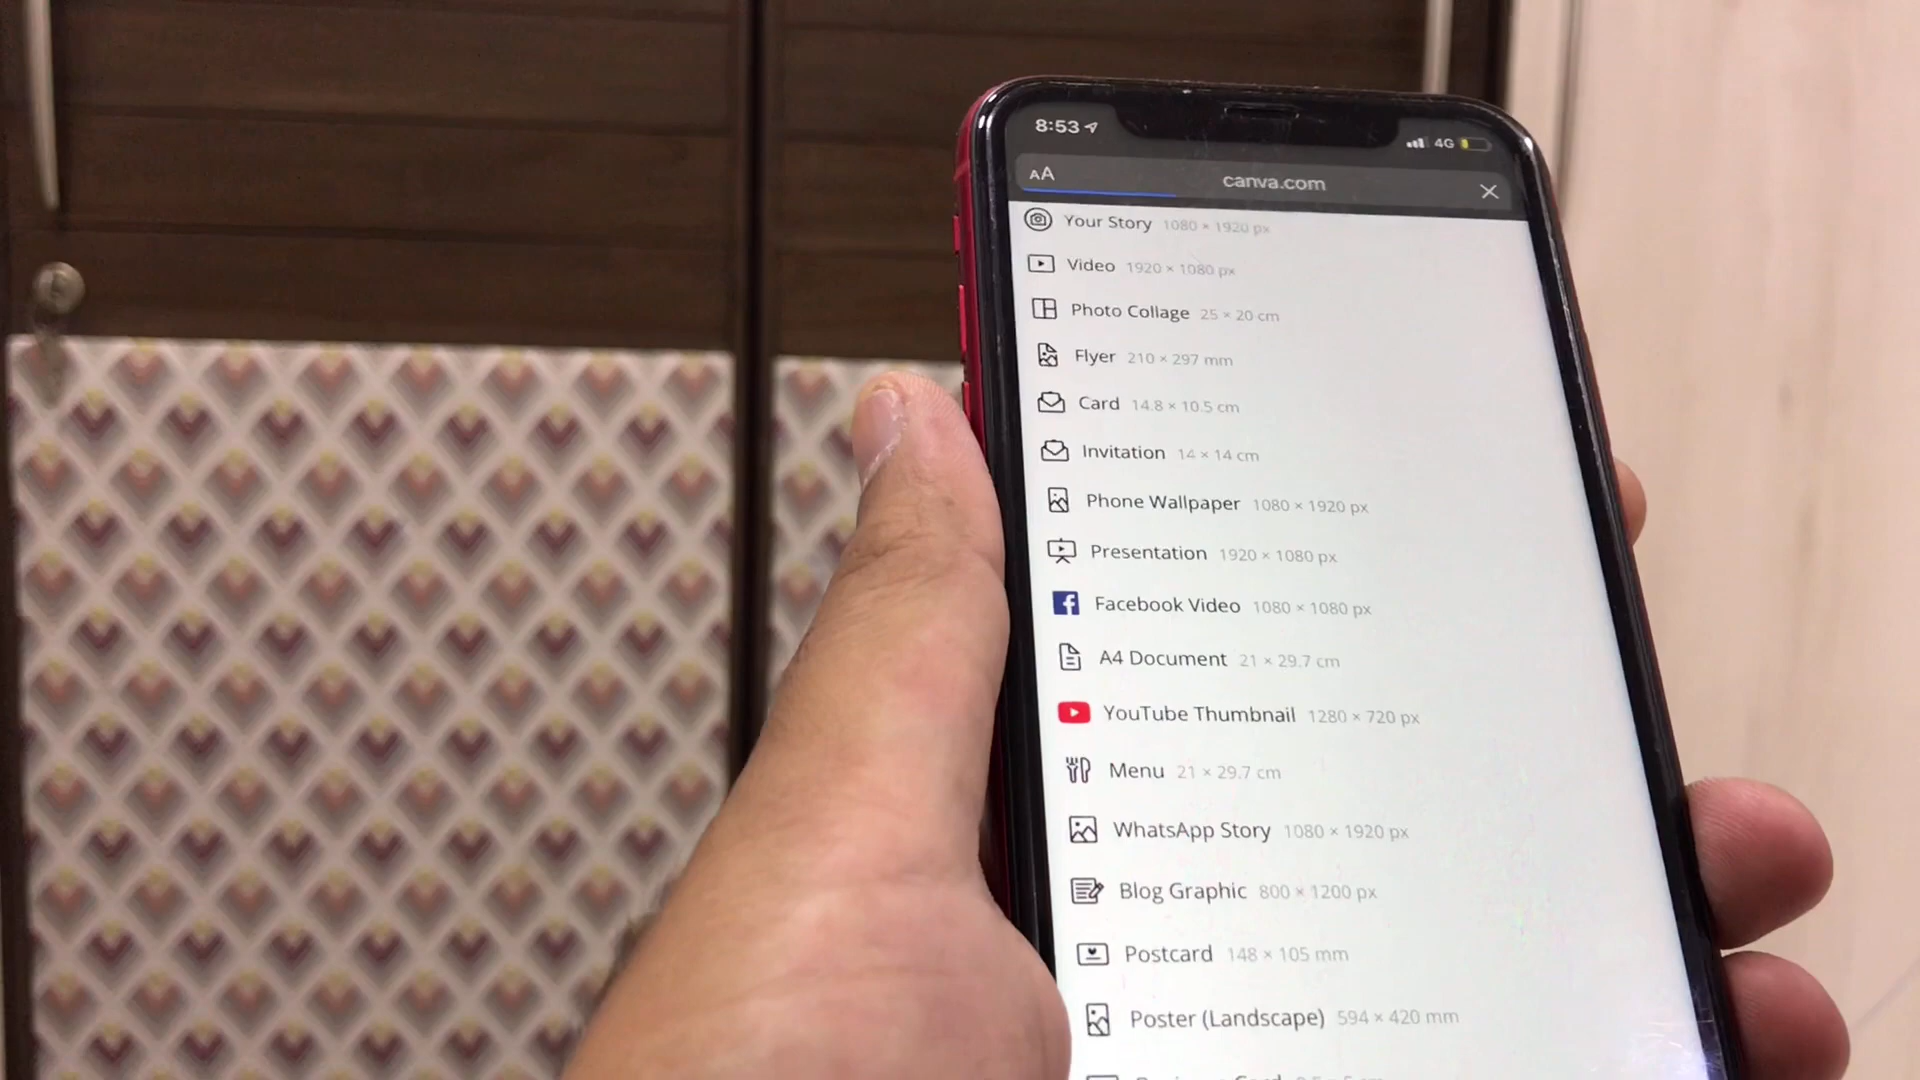 8:53
4G
AA canva.com
Your Story 1080 × 1920 px
Video 1920 × 1080 px
Photo Collage 25 × 20 cm
Flyer 210 × 297 mm
Card 14.8 × 10.5 cm
Invitation 14 × 14 cm
Phone Wallpaper 1080 × 1920 px
Presentation 1920 × 1080 px
Facebook Video 1080 × 1080 px
A4 Document 21 × 29.7 cm
YouTube Thumbnail 1280 × 720 px
Menu 21 × 29.7 cm
WhatsApp Story 1080 × 1920 px
Blog Graphic 800 × 1200 px
Postcard 148 × 105 mm
Poster (Landscape) 594 × 420 mm